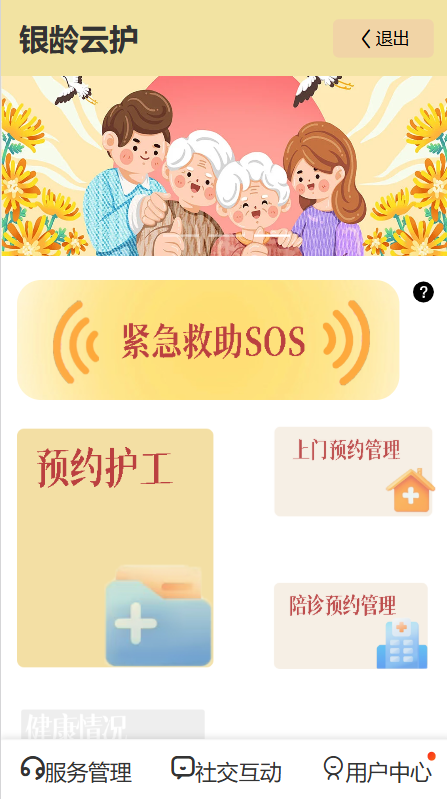 银龄云护
退出
紧急救助SOS
?
预约护工
上门预约管理
陪诊预约管理
健康情况
服务管理
社交互动
用户中心